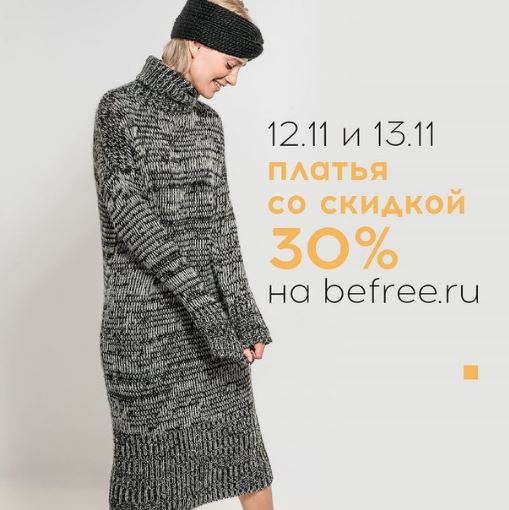 12.11 и 13.11
платья
со скидкой
30%
на befree.ru